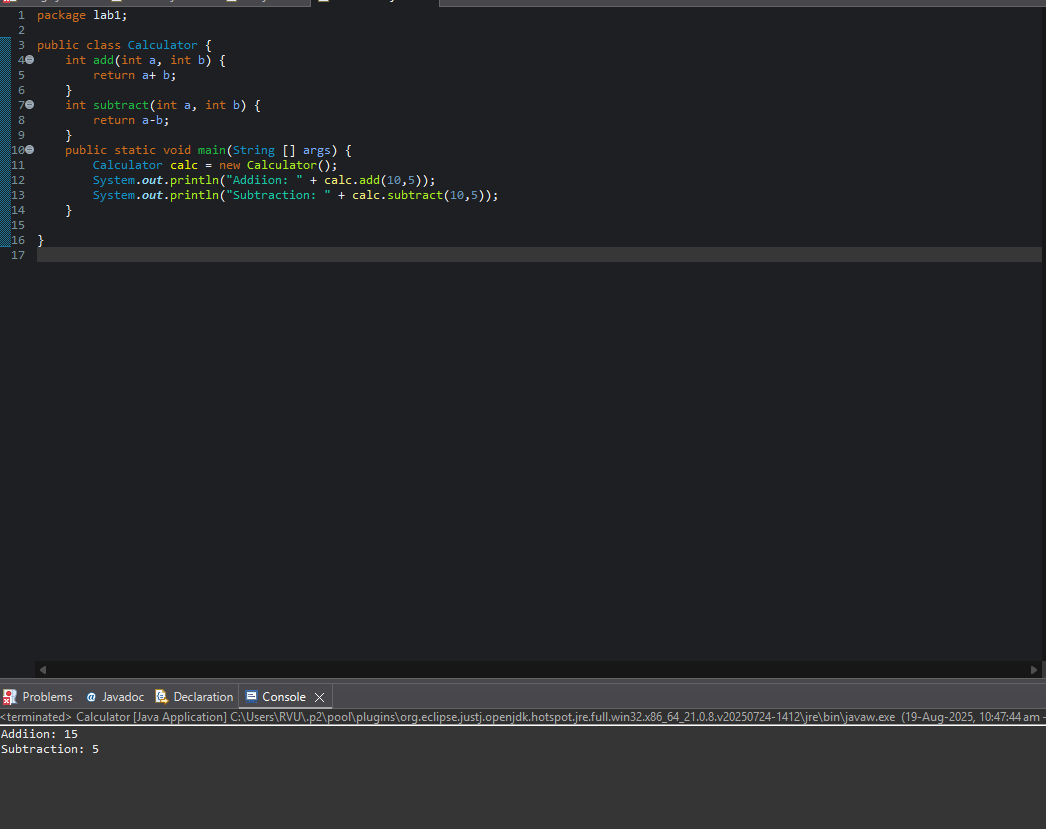 1 package lab1;
2
3 public class Calculator {
4 int add(int a, int b) {
5 return a+ b;
6 }
7 int subtract(int a, int b) {
8 return a-b;
9 }
10 public static void main(String [] args) {
11 Calculator calc = new Calculator();
12 System.out.println("Addiion: " + calc.add(10,5));
13 System.out.println("Subtraction: " + calc.subtract(10,5));
14 }
15
16 }
17
Problems Javadoc Declaration Console
<terminated> Calculator [Java Application] C:\Users\RVU\.p2\pool\plugins\org.eclipse.justj.openjdk.hotspot.jre.full.win32.x86_64_21.0.8.v20250724-1412\jre\bin\javaw.exe (19-Aug-2025, 10:47:44 am –
Addiion: 15
Subtraction: 5